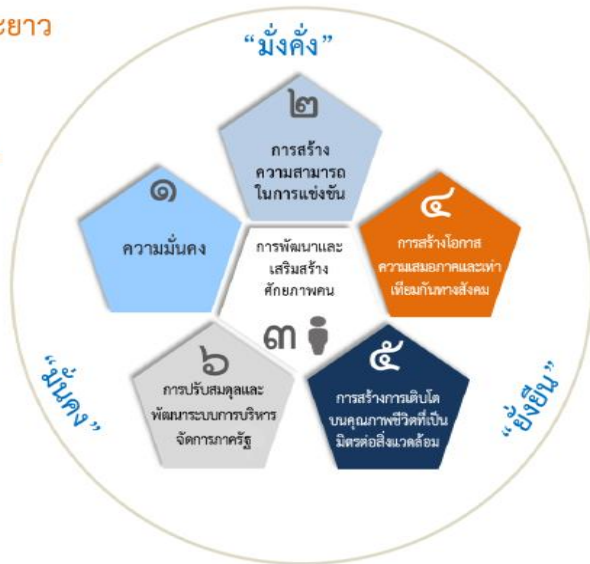 ะยาว
“มั่งคั่ง”
๒
การสร้าง
ความสามารถ
ในการแข่งขัน
๑
ความมั่นคง
๔
การสร้างโอกาส
ความเสมอภาคและเท่า
เทียมกันทางสังคม
การพัฒนาและ
เสริมสร้าง
ศักยภาพคน
๓
๖
การปรับสมดุลและ
พัฒนาระบบการบริหาร
จัดการภาครัฐ
๕
การสร้างการเติบโต
บนคุณภาพชีวิตที่เป็น
มิตรต่อสิ่งแวดล้อม
“มั่นคง”
“ยั่งยืน”